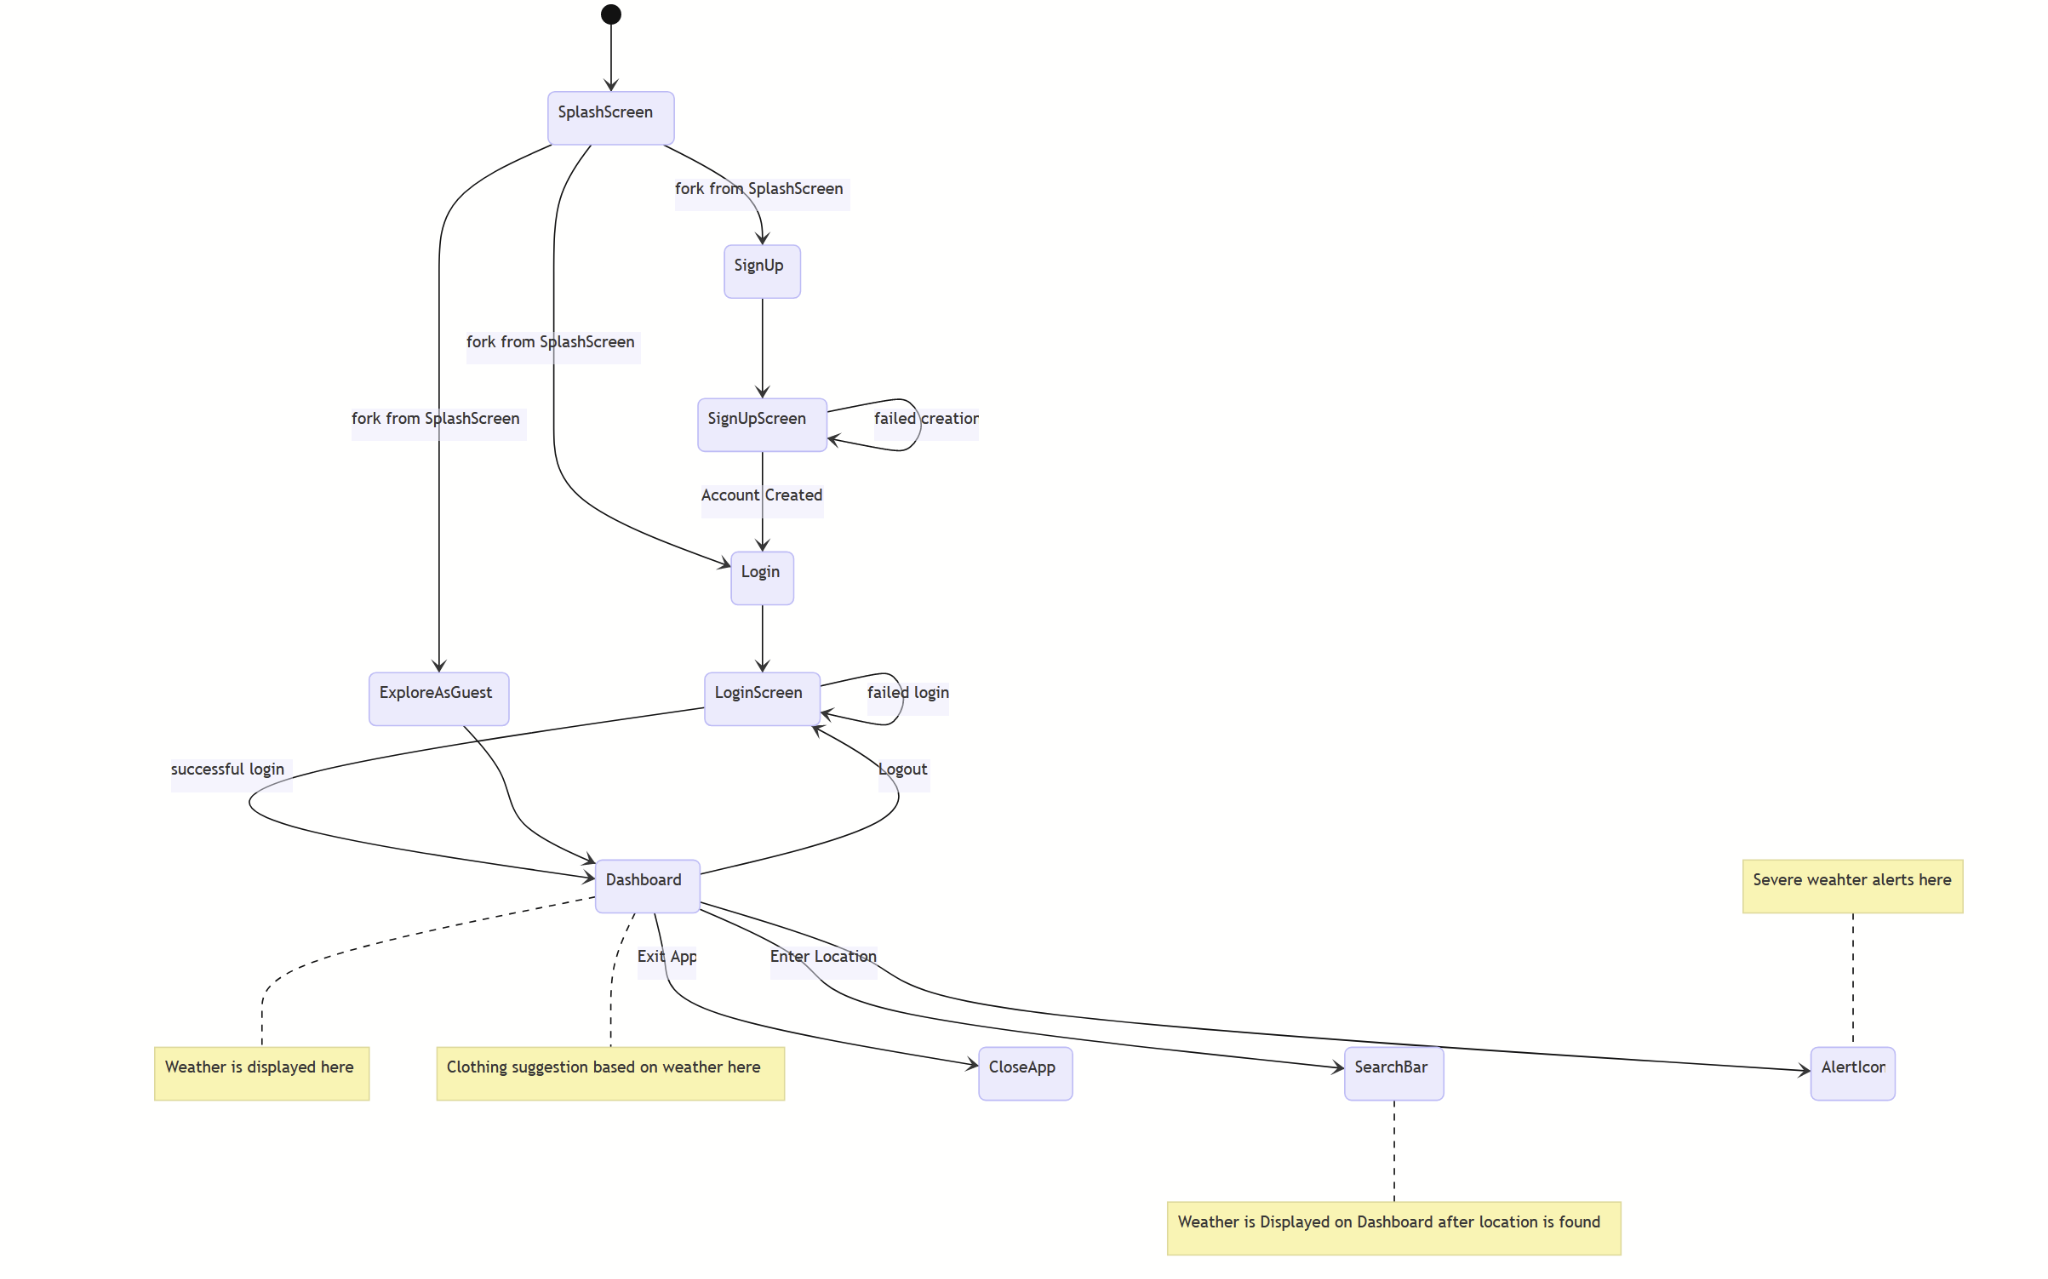 SplashScreen
fork from SplashScreen
SignUp
fork from SplashScreen
fork from SplashScreen
SignUpScreen
failed creation
Account Created
Login
ExploreAsGuest
LoginScreen
failed login
successful login
Logout
Dashboard
Severe weahter alerts here
Exit App
Enter Location
Weather is displayed here
Clothing suggestion based on weather here
CloseApp
SearchBar
AlertIcon
Weather is Displayed on Dashboard after location is found